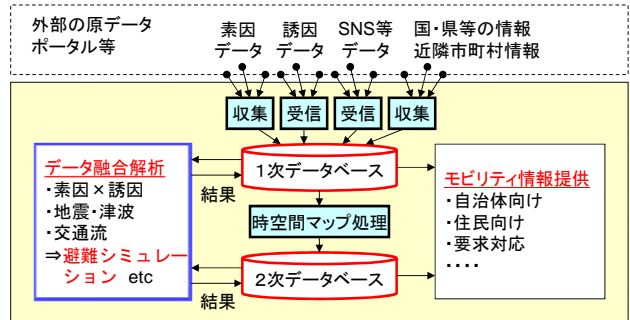 外部の原データ
ポータル等
素因
データ
誘因
データ
SNS等
データ
国・県等の情報
近隣市町村情報
収集
受信
受信
収集
データ融合解析
・素因×誘因
・地震・津波
・交通流
⇒避難シミュレー
ション etc
結果
結果
1次データベース
時空間マップ処理
2次データベース
モビリティ情報提供
・自治体向け
・住民向け
・要求対応
・・・・